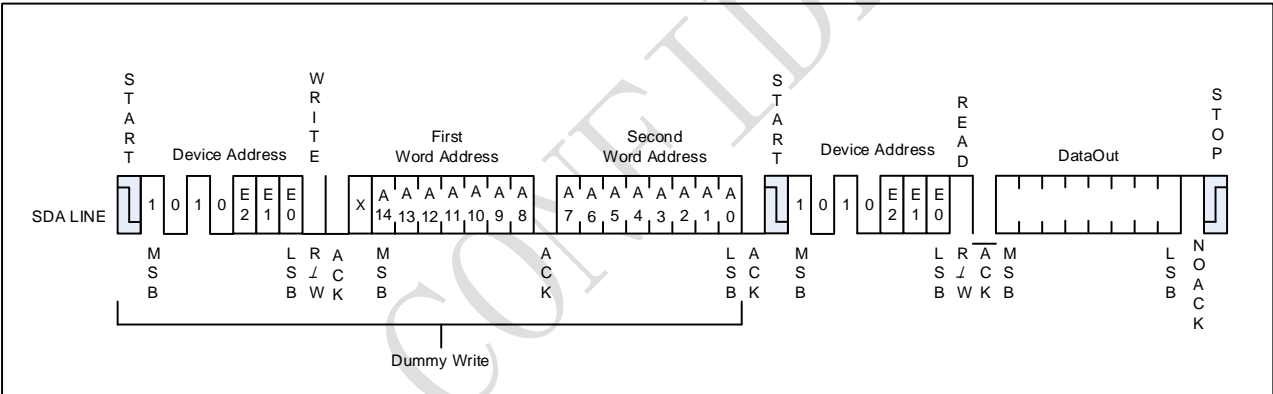 CONFID
START
WRITE
START
READ
STOP
Device Address
First
Word Address
Second
Word Address
Device Address
DataOut
SDA LINE
1 0 1 0 E2 E1 E0 X A14 A13 A12 A11 A10 A9 A8 A7 A6 A5 A4 A3 A2 A1 A0 1 0 1 0 E2 E1 E0
MSB
LSB
R/W
ACK
MSB
ACK
LSB
ACK
MSB
LSB
R/W
ACK
MSB
LSB
NOACK
Dummy Write